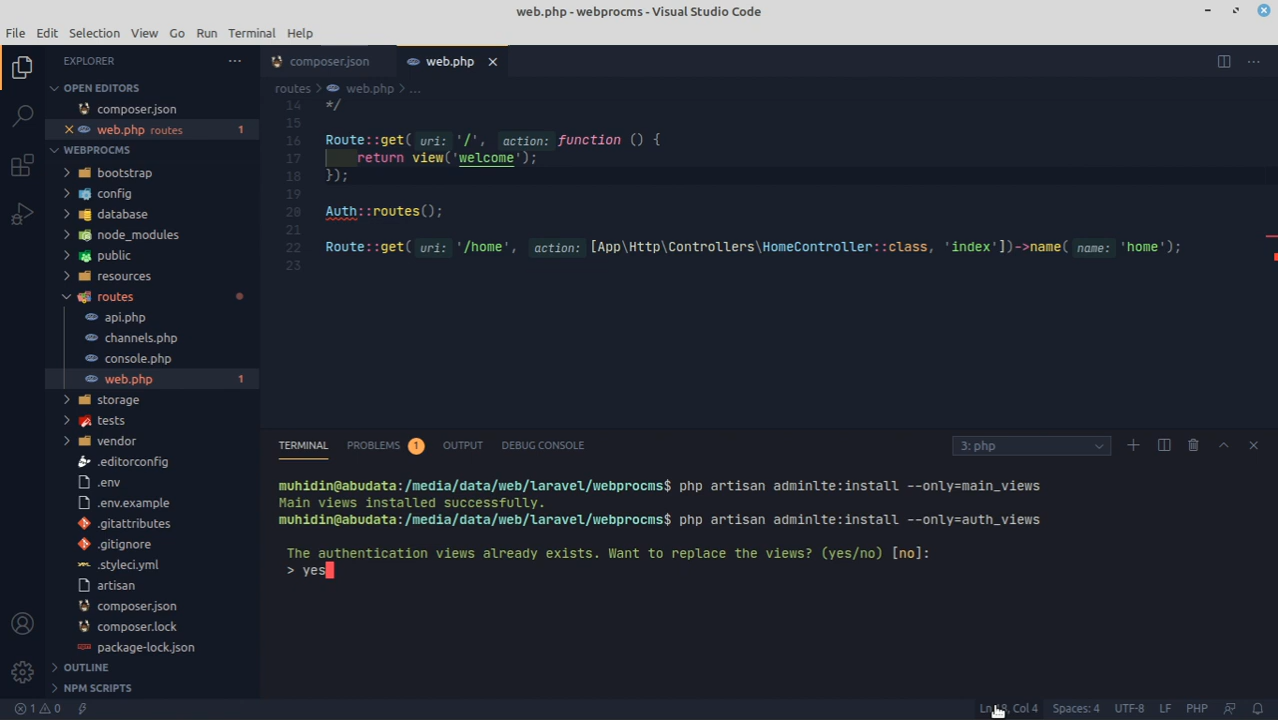 web.php - webprocms - Visual Studio Code
File Edit Selection View Go Run Terminal Help
EXPLORER
OPEN EDITORS
composer.json
web.php routes 1
WEBPROCMS
bootstrap
config
database
node_modules
public
resources
routes
api.php
channels.php
console.php
web.php 1
storage
tests
vendor
.editorconfig
.env
.env.example
.gitattributes
.gitignore
.styleci.yml
artisan
composer.json
composer.lock
package-lock.json
OUTLINE
NPM SCRIPTS
composer.json web.php
routes > web.php > ...
14 */
15
16 Route::get( uri: '/', action: function () {
17 return view('welcome');
18 });
19
20 Auth::routes();
21
22 Route::get( uri: '/home', action: [App\Http\Controllers\HomeController::class, 'index'])->name( name: 'home');
23
TERMINAL PROBLEMS 1 OUTPUT DEBUG CONSOLE 3: php
muhidin@abudata:/media/data/web/laravel/webprocms$ php artisan adminlte:install --only=main_views
Main views installed successfully.
muhidin@abudata:/media/data/web/laravel/webprocms$ php artisan adminlte:install --only=auth_views
The authentication views already exists. Want to replace the views? (yes/no) [no]:
> yes
1 0 Ln 18, Col 4 Spaces: 4 UTF-8 LF PHP